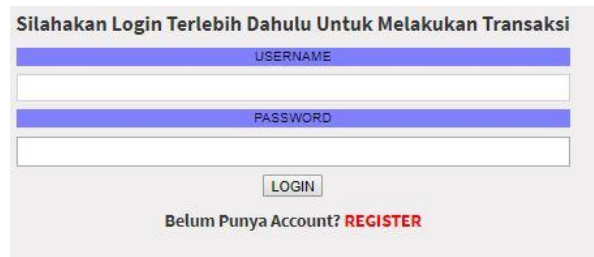 Silahakan Login Terlebih Dahulu Untuk Melakukan Transaksi
USERNAME
PASSWORD
LOGIN
Belum Punya Account? REGISTER